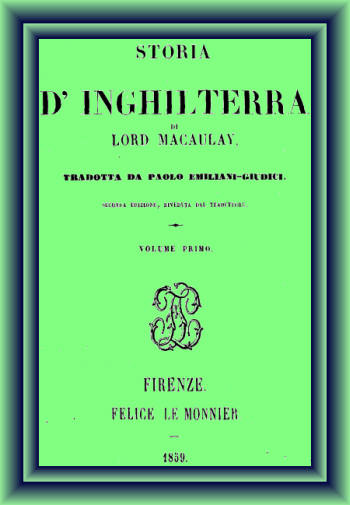 STORIA
D' INGHILTERRA
DI
LORD MACAULAY,
TRADOTTA DA PAOLO EMILIANI-GIUDICI.
SECONDA EDIZIONE, RIVEDUTA DAL TRADUTTORE.
VOLUME PRIMO.
FIRENZE.
FELICE LE MONNIER
1859.